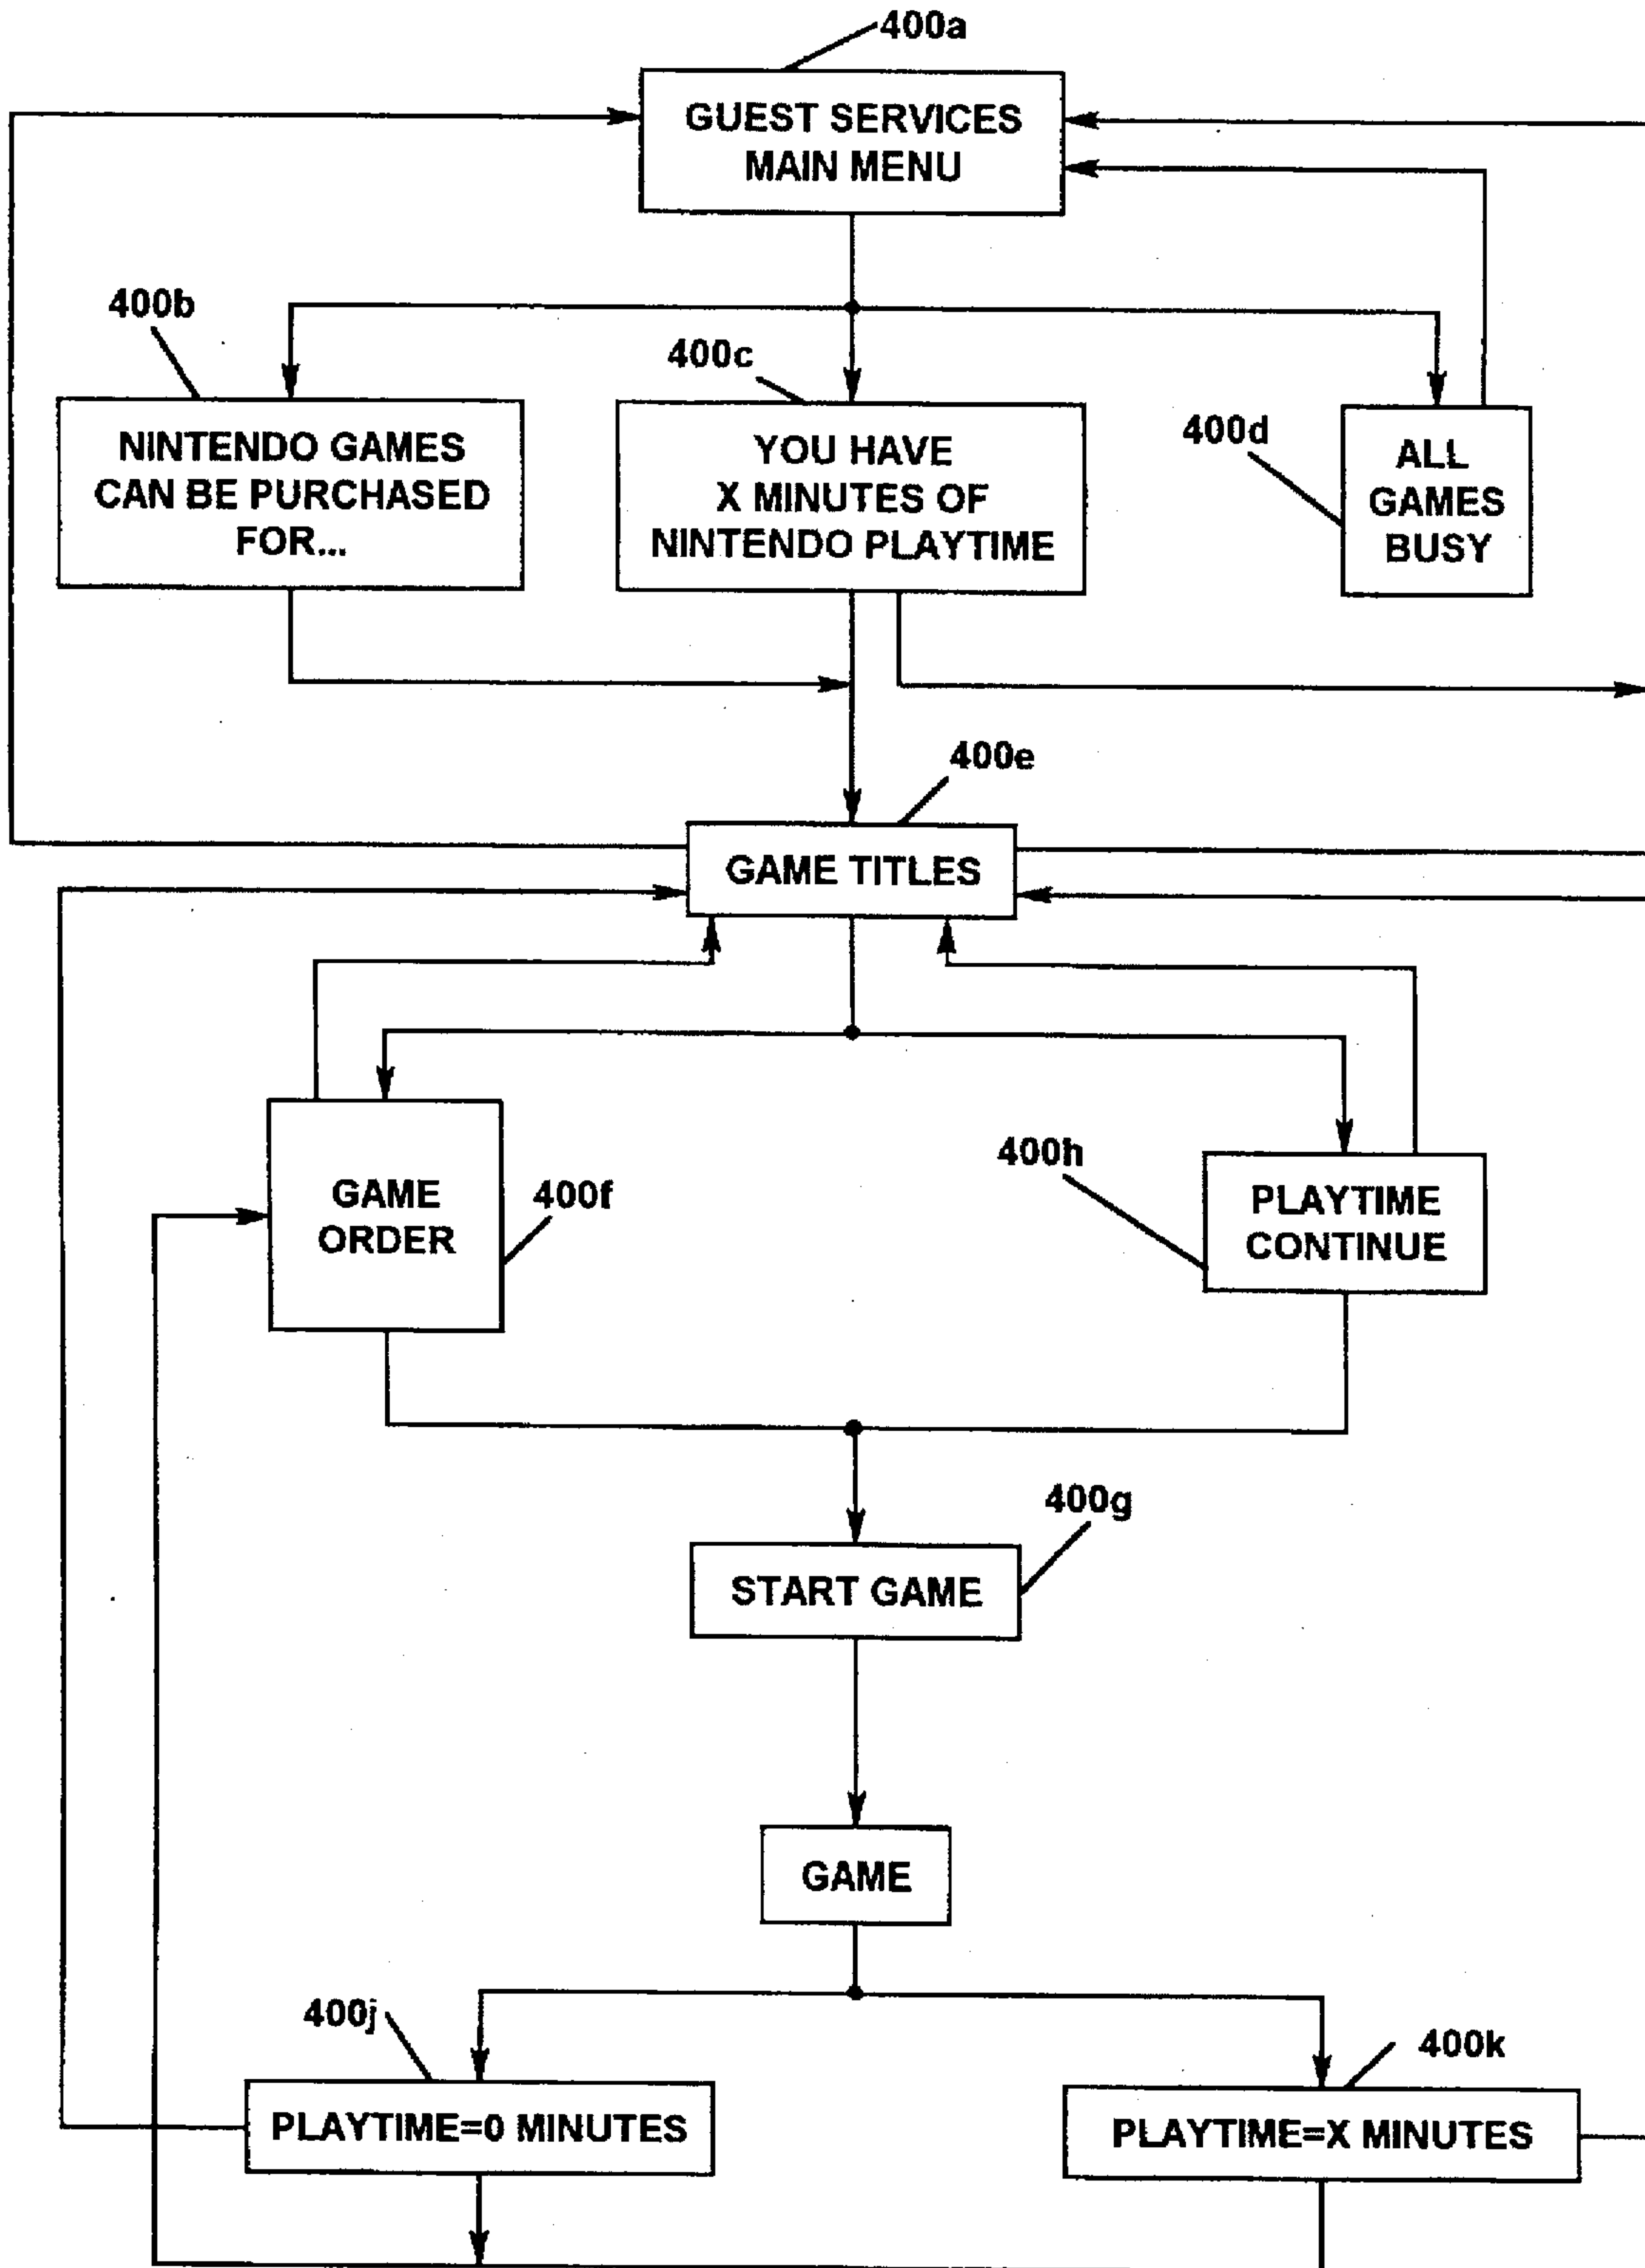 400a
GUEST SERVICES
MAIN MENU
400b
400c
400d
NINTENDO GAMES
CAN BE PURCHASED
FOR...
YOU HAVE
X MINUTES OF
NINTENDO PLAYTIME
ALL
GAMES
BUSY
400e
GAME TITLES
400f
GAME
ORDER
400h
PLAYTIME
CONTINUE
400g
START GAME
GAME
400j
400k
PLAYTIME=0 MINUTES
PLAYTIME=X MINUTES